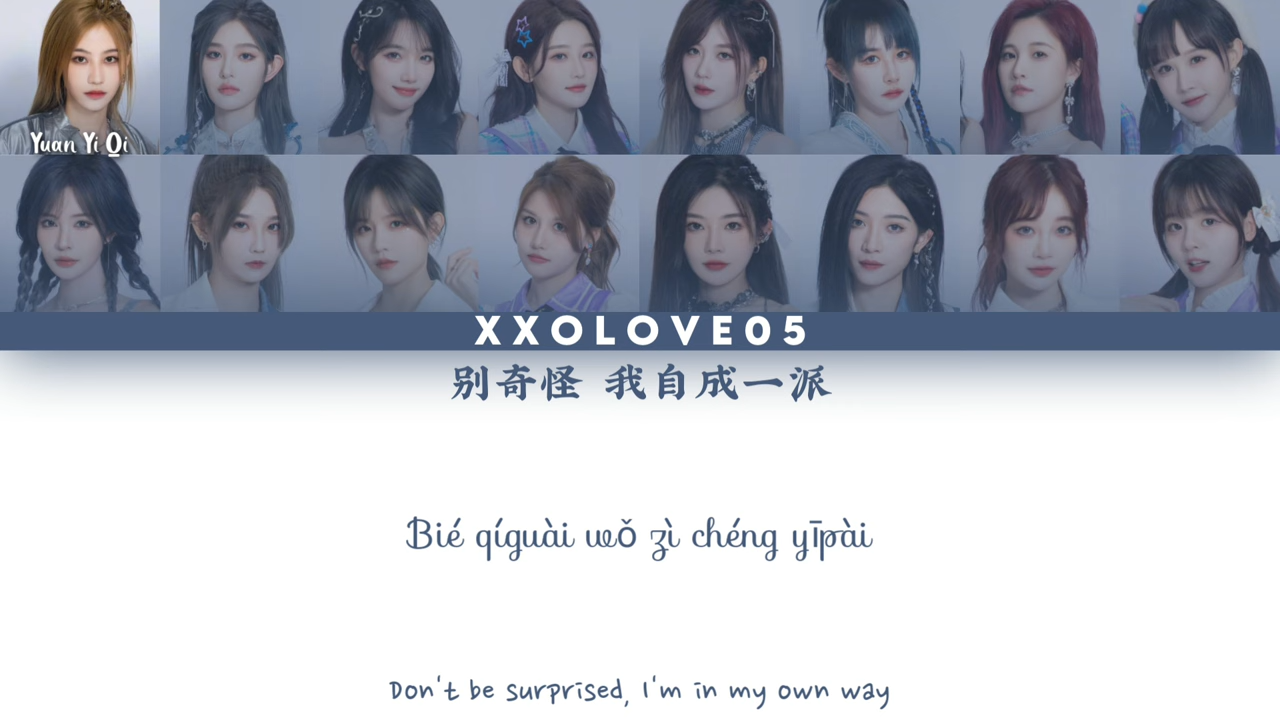 Yuan Yi Qi
XXOLOVE05
别奇怪 我自成一派
Bié qíguài wǒ zì chéng yīpài
Don't be surprised, I'm in my own way